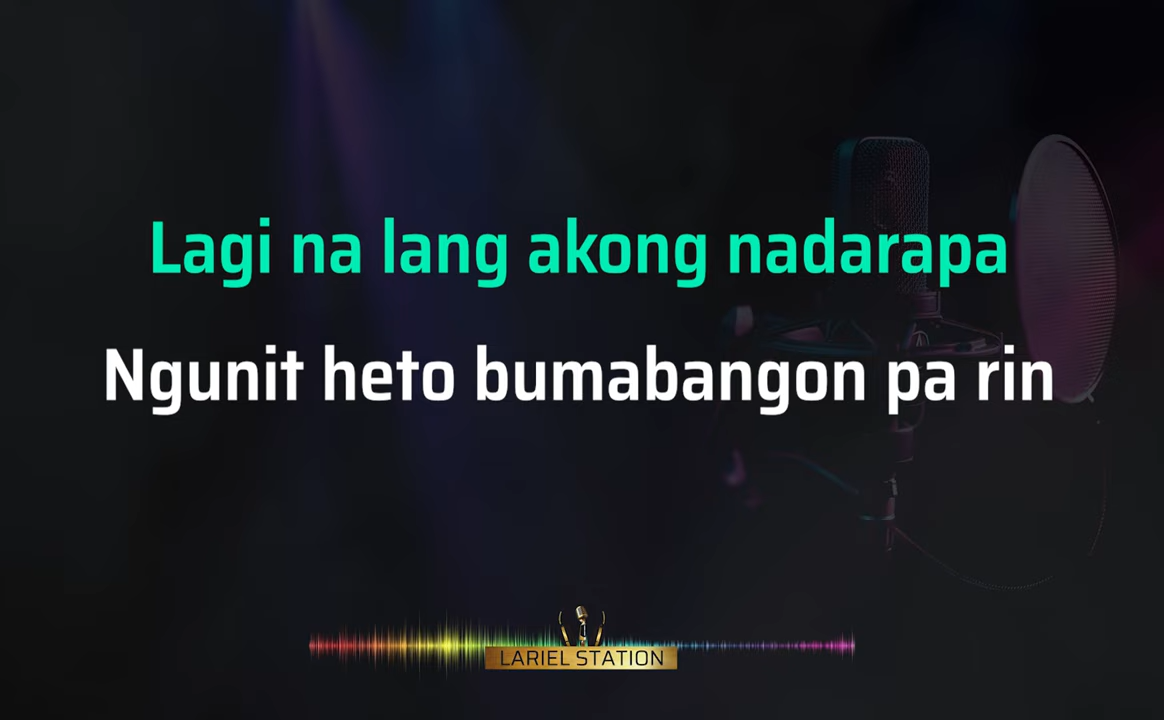 Lagi na lang akong nadarapa
Ngunit heto bumabangon pa rin
LARIEL STATION